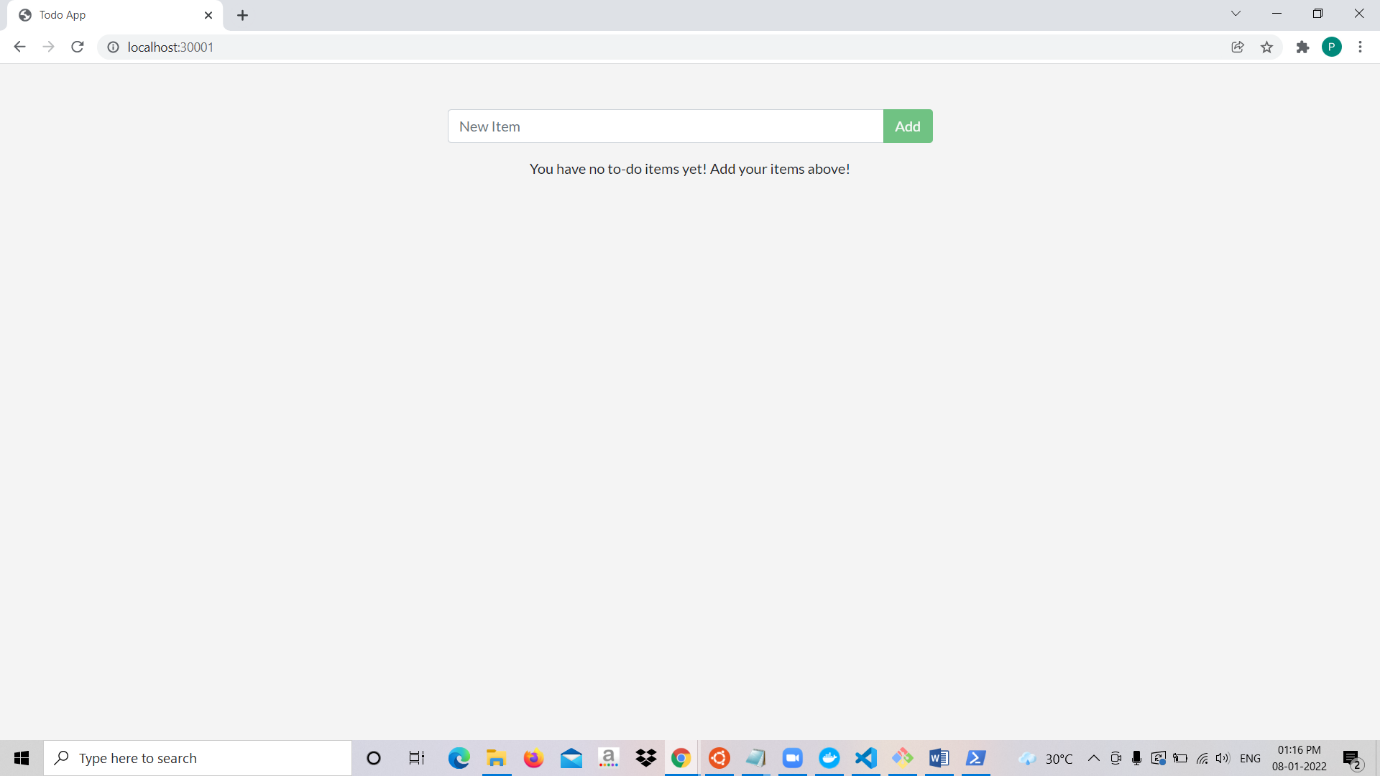 Todo App
localhost:30001
P
New Item
Add
You have no to-do items yet! Add your items above!
Type here to search
a
W
30°C
ENG
01:16 PM
08-01-2022
2